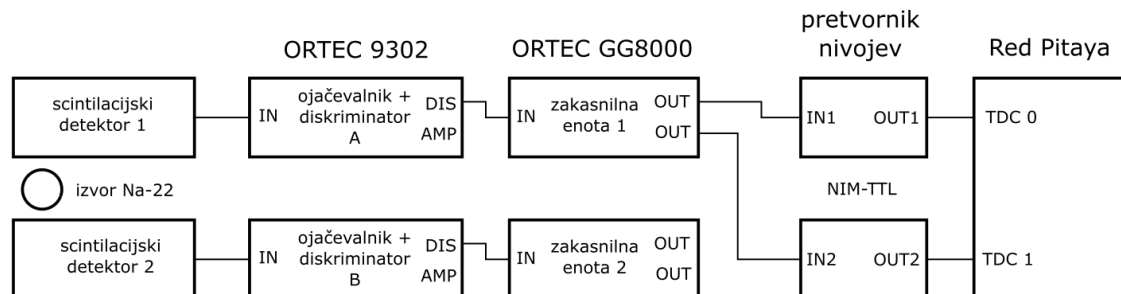 ORTEC 9302
ORTEC GG8000
pretvornik
nivojev
Red Pitaya
scintilacijski
detektor 1
IN
ojačevalnik +
diskriminator
A
DIS
AMP
IN
zakasnilna
enota 1
OUT
OUT
IN1
OUT1
TDC 0
izvor Na-22
NIM-TTL
scintilacijski
detektor 2
IN
ojačevalnik +
diskriminator
B
DIS
AMP
IN
zakasnilna
enota 2
OUT
OUT
IN2
OUT2
TDC 1